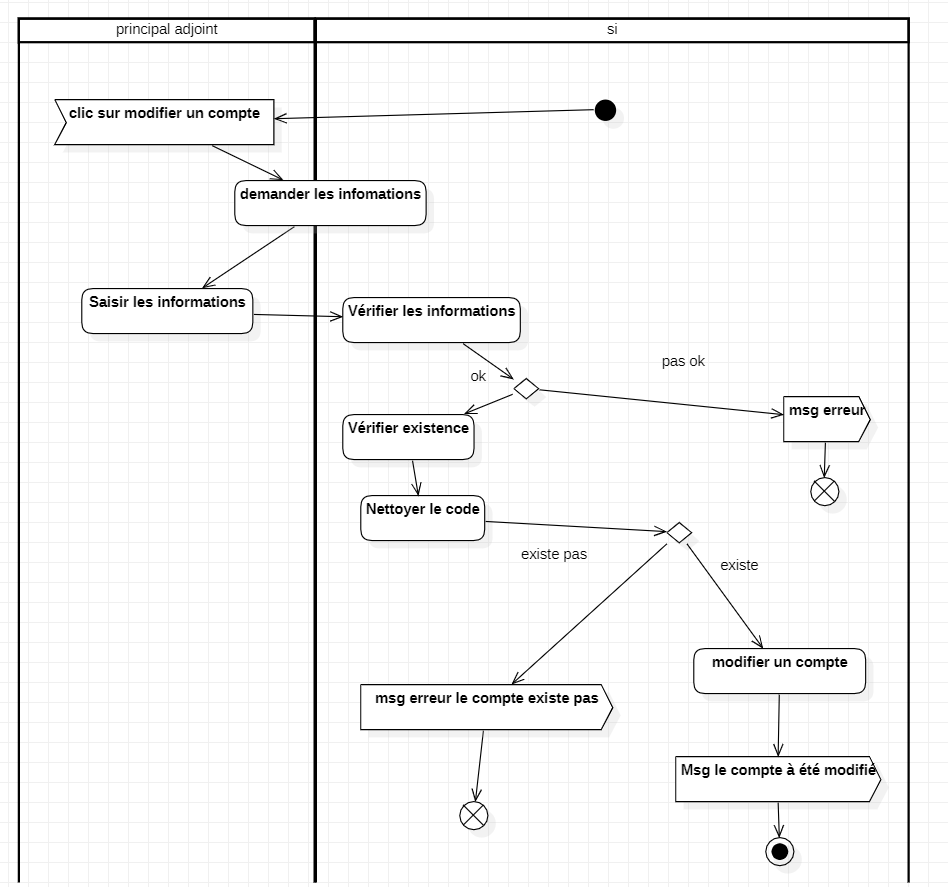 principal adjoint
si
clic sur modifier un compte
demander les infomations
Saisir les informations
Vérifier les informations
pas ok
ok
msg erreur
Vérifier existence
Nettoyer le code
existe pas
existe
modifier un compte
msg erreur le compte existe pas
Msg le compte à été modifié